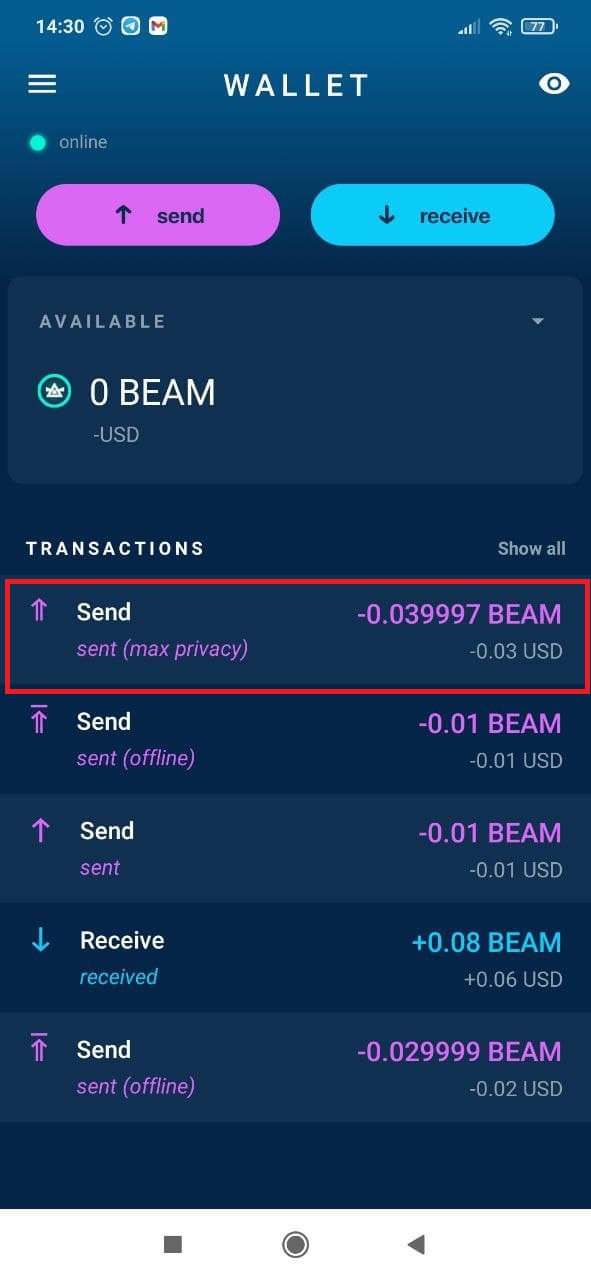 14:30 77
WALLET
online
send receive
AVAILABLE
0 BEAM
-USD
TRANSACTIONS Show all
Send -0.039997 BEAM
sent (max privacy) -0.03 USD
Send -0.01 BEAM
sent (offline) -0.01 USD
Send -0.01 BEAM
sent -0.01 USD
Receive +0.08 BEAM
received +0.06 USD
Send -0.029999 BEAM
sent (offline) -0.02 USD